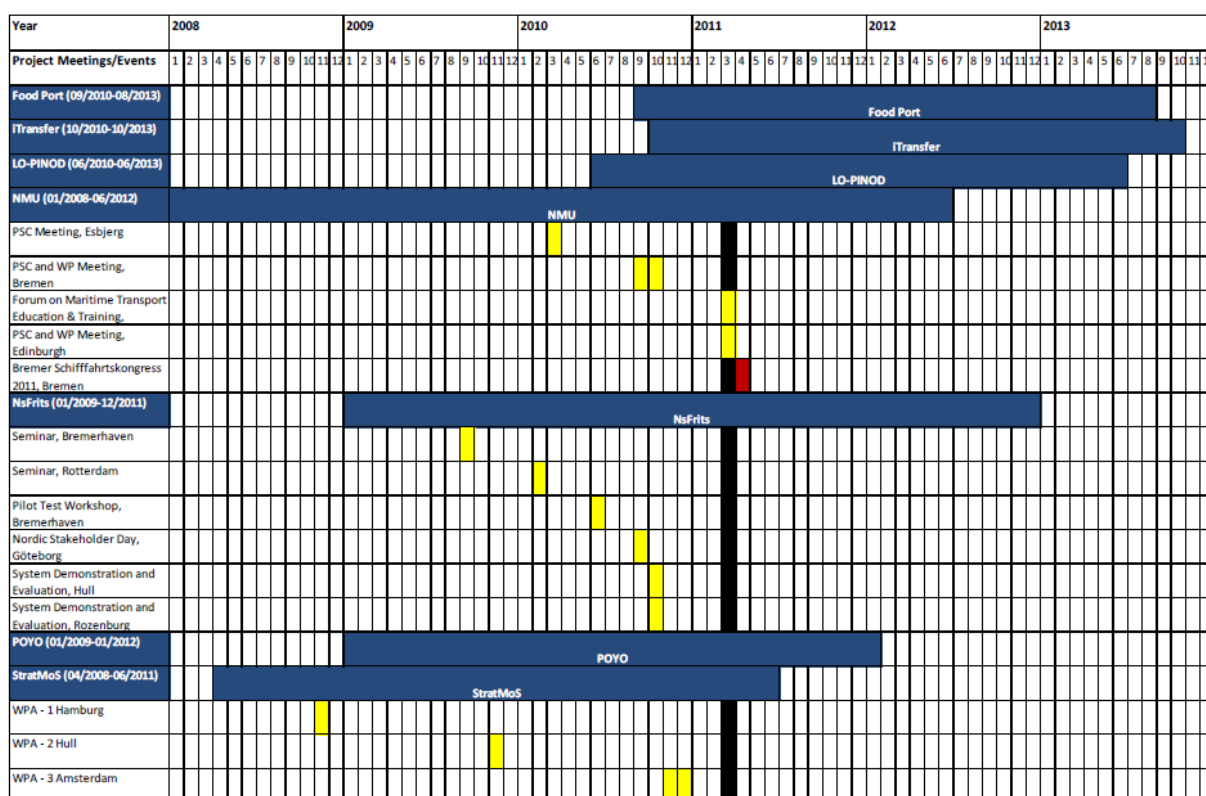 Year 2008 2009 2010 2011 2012 2013
Project Meetings/Events 1 2 3 4 5 6 7 8 9 10 11 12 1 2 3 4 5 6 7 8 9 10 11 12 1 2 3 4 5 6 7 8 9 10 11 12 1 2 3 4 5 6 7 8 9 10 11 12 1 2 3 4 5 6 7 8 9 10 11 12 1 2 3 4 5 6 7 8 9 10 11 1
Food Port (09/2010-08/2013)
Food Port
iTransfer (10/2010-10/2013)
iTransfer
LO-PINOD (06/2010-06/2013)
LO-PINOD
NMU (01/2008-06/2012)
NMU
PSC Meeting, Esbjerg
PSC and WP Meeting,
Bremen
Forum on Maritime Transport
Education & Training,
PSC and WP Meeting,
Edinburgh
Bremer Schifffahrtskongress
2011, Bremen
NsFrits (01/2009-12/2011)
NsFrits
Seminar, Bremerhaven
Seminar, Rotterdam
Pilot Test Workshop,
Bremerhaven
Nordic Stakeholder Day,
Göteborg
System Demonstration and
Evaluation, Hull
System Demonstration and
Evaluation, Rozenburg
POYO (01/2009-01/2012)
POYO
StratMoS (04/2008-06/2011)
StratMoS
WPA - 1 Hamburg
WPA - 2 Hull
WPA - 3 Amsterdam